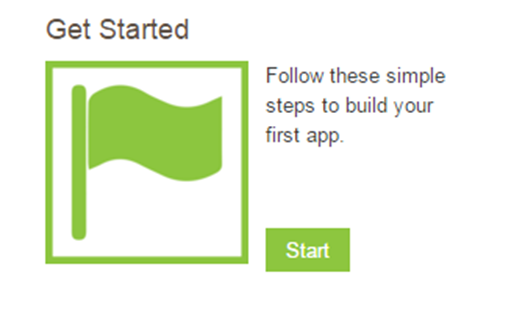 Get Started
Follow these simple
steps to build your
first app.
Start